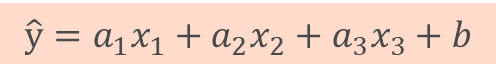 ŷ = a₁x₁ + a₂x₂ + a₃x₃ + b